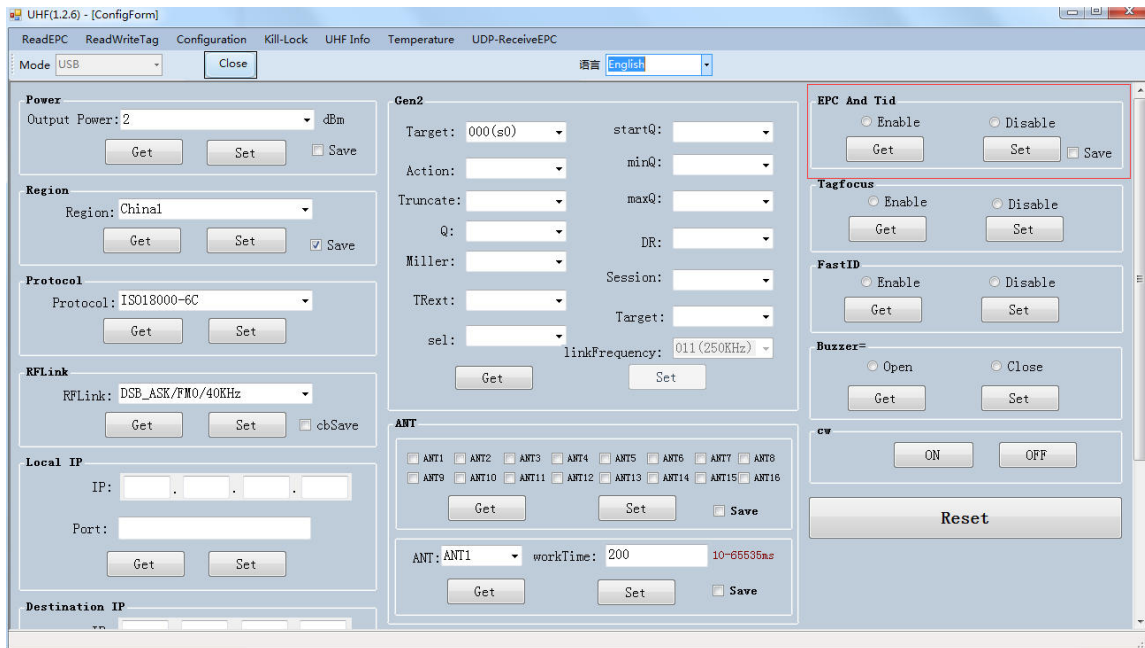 UHF(1.2.6) - [ConfigForm]
ReadEPC ReadWriteTag Configuration Kill-Lock UHF Info Temperature UDP-ReceiveEPC
Mode USB Close 语言 English
Power
Output Power: 2 dBm
Get Set Save
Region
Region: China1
Get Set Save
Protocol
Protocol: ISO18000-6C
Get Set
RFLink
RFLink: DSB_ASK/FM0/40KHz
Get Set cbSave
Local IP
IP: . . .
Port:
Get Set
Destination IP
Gen2
Target: 000(s0) startQ:
Action: minQ:
Truncate: maxQ:
Q: DR:
Miller: Session:
TRext: Target:
sel: linkFrequency: 011(250KHz)
Get Set
ANT
ANT1 ANT2 ANT3 ANT4 ANT5 ANT6 ANT7 ANT8
ANT9 ANT10 ANT11 ANT12 ANT13 ANT14 ANT15 ANT16
Get Set Save
ANT: ANT1 workTime: 200 10-65535ms
Get Set Save
EPC And Tid
Enable Disable
Get Set Save
Tagfocus
Enable Disable
Get Set
FastID
Enable Disable
Get Set
Buzzer=
Open Close
Get Set
cw
ON OFF
Reset